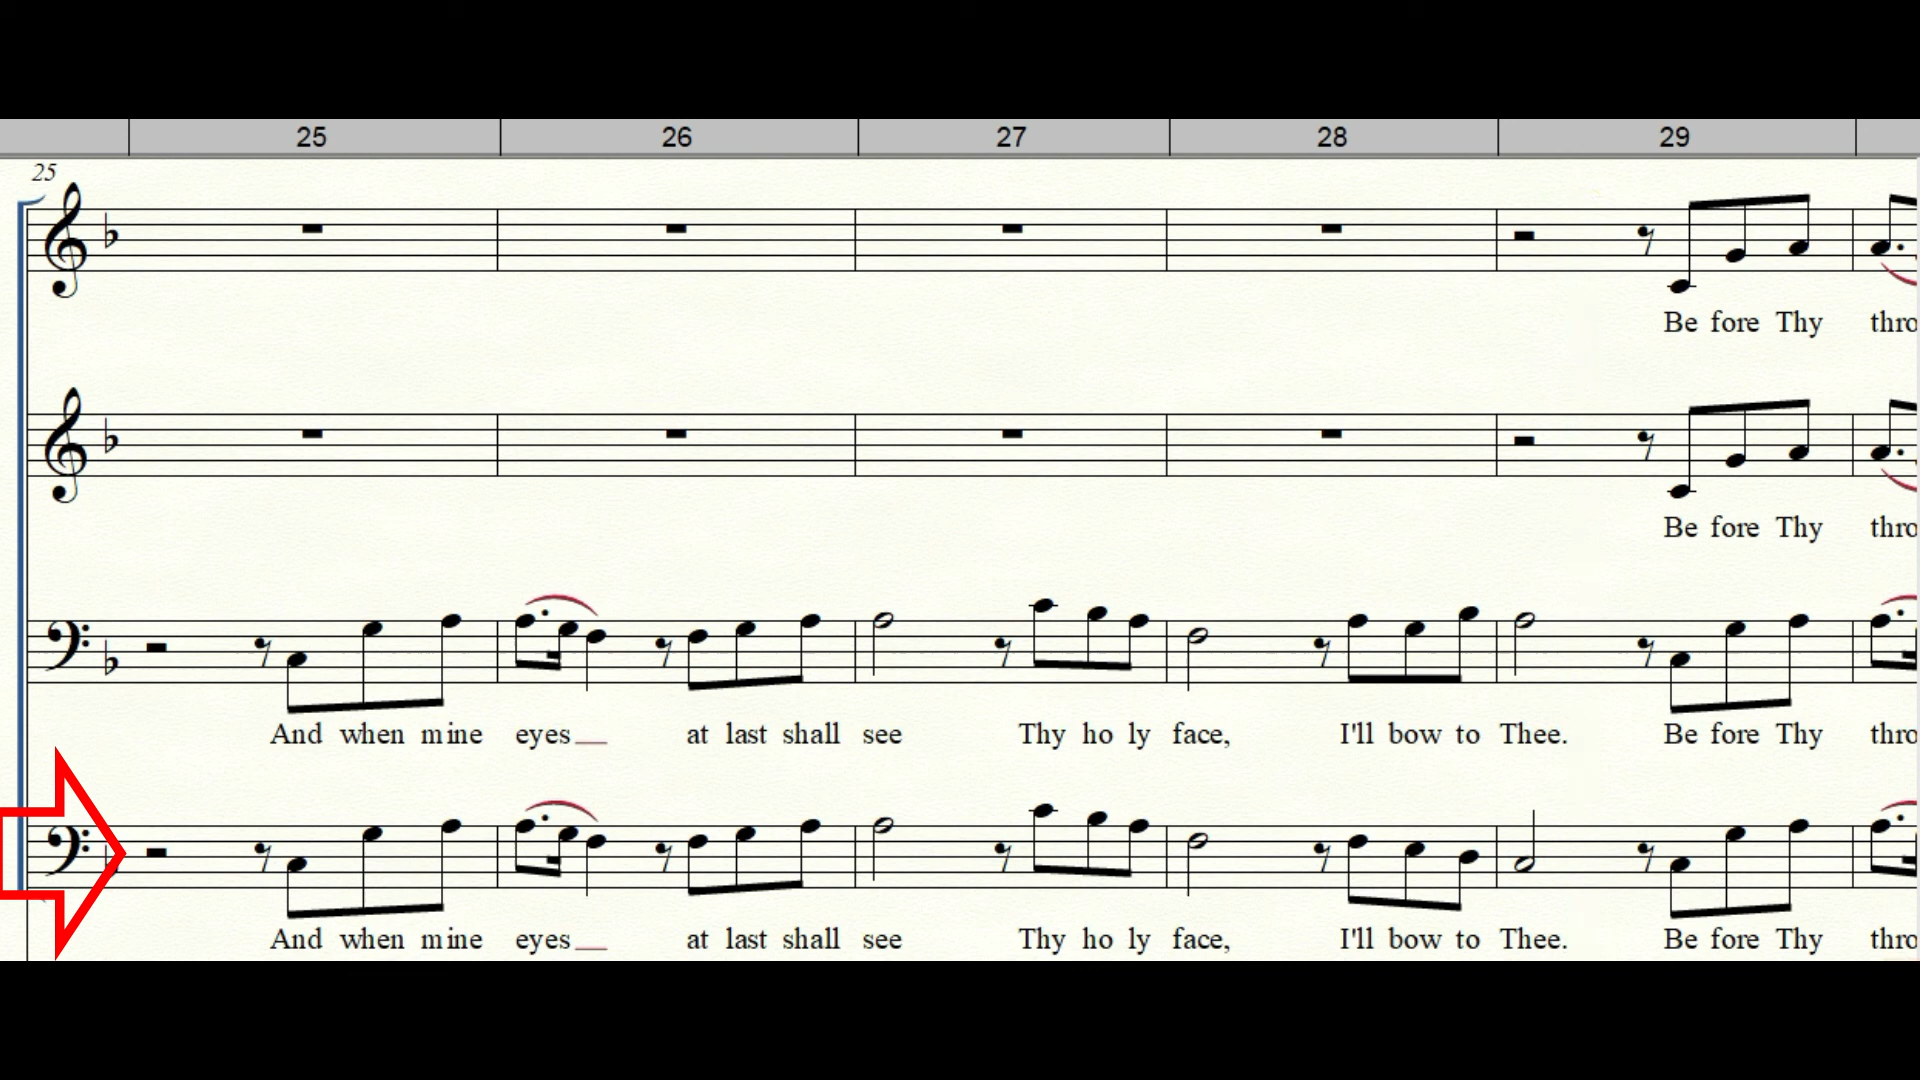 25 26 27 28 29
25
Be fore Thy
Be fore Thy
And when mine eyes at last shall see Thy ho ly face, I'll bow to Thee. Be fore Thy
And when mine eyes at last shall see Thy ho ly face, I'll bow to Thee. Be fore Thy